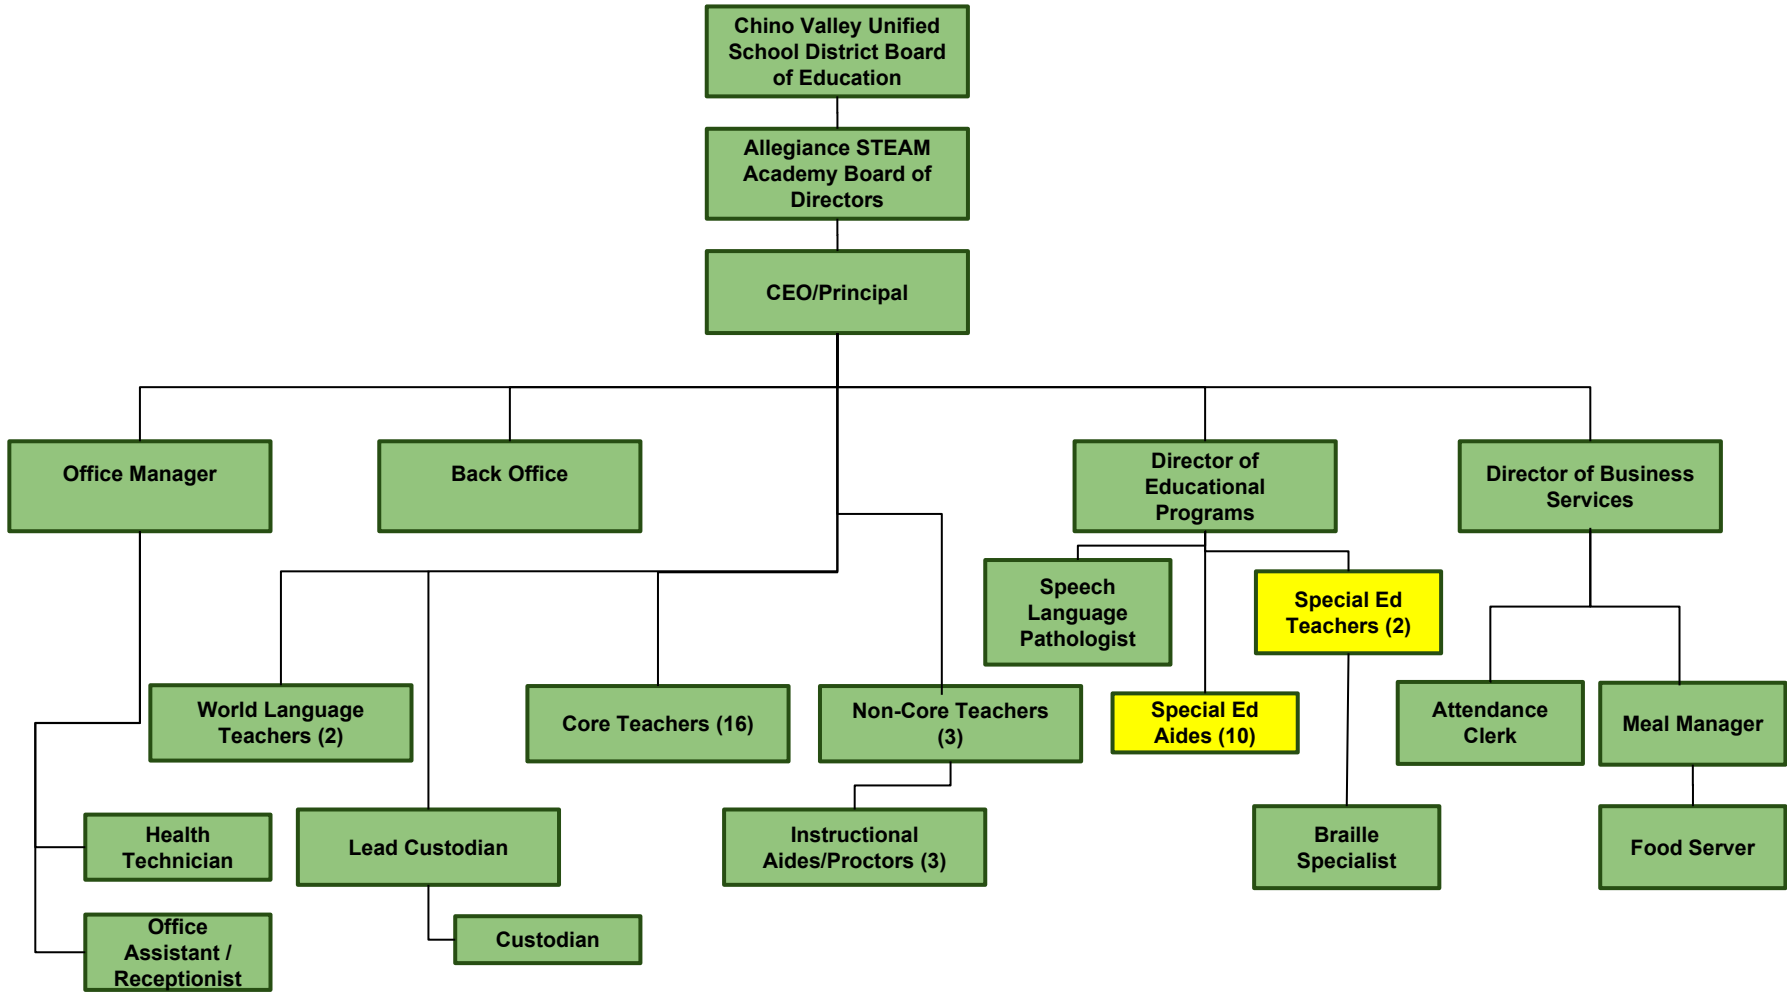 Chino Valley Unified
School District Board
of Education
Allegiance STEAM
Academy Board of
Directors
CEO/Principal
Office Manager
Back Office
Director of
Educational
Programs
Director of Business
Services
Speech
Language
Pathologist
Special Ed
Teachers (2)
World Language
Teachers (2)
Core Teachers (16)
Non-Core Teachers
(3)
Special Ed
Aides (10)
Attendance
Clerk
Meal Manager
Health
Technician
Lead Custodian
Instructional
Aides/Proctors (3)
Braille
Specialist
Food Server
Office
Assistant /
Receptionist
Custodian